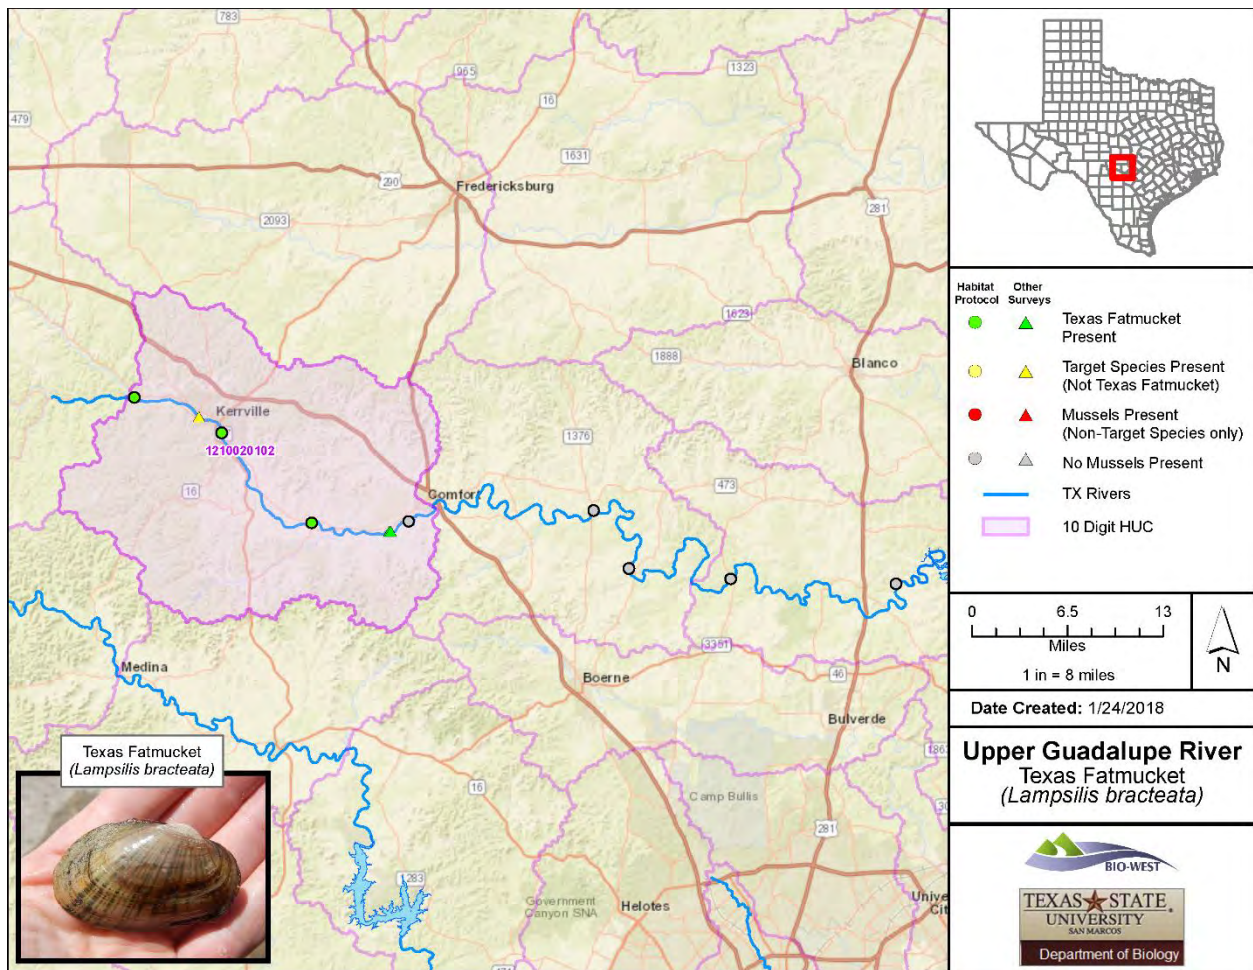 783
965
1323
16
479
1631
290
Fredericksburg
2093
281
1623
1888
Blanco
Kerrville
1376
1210020102
473
16
Comfort
3351
Medina
46
Boerne
Bulverde
Texas Fatmucket
(Lampsilis bracteata)
16
Camp Bullis
281
1283
Government
Canyon SNA
Helotes
Habitat
Protocol
Other
Surveys
Texas Fatmucket
Present
Target Species Present
(Not Texas Fatmucket)
Mussels Present
(Non-Target Species only)
No Mussels Present
TX Rivers
10 Digit HUC
0 6.5 13
Miles
1 in = 8 miles
N
Date Created: 1/24/2018
Upper Guadalupe River
Texas Fatmucket
(Lampsilis bracteata)
BIO-WEST
TEXAS STATE
UNIVERSITY
SAN MARCOS
Department of Biology